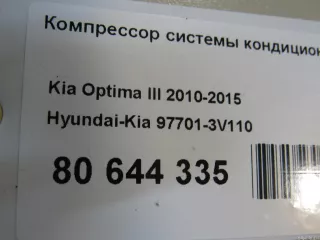 Компрессор системы кондицион
Kia Optima III 2010-2015
Hyundai-Kia 97701-3V110
80 644 335